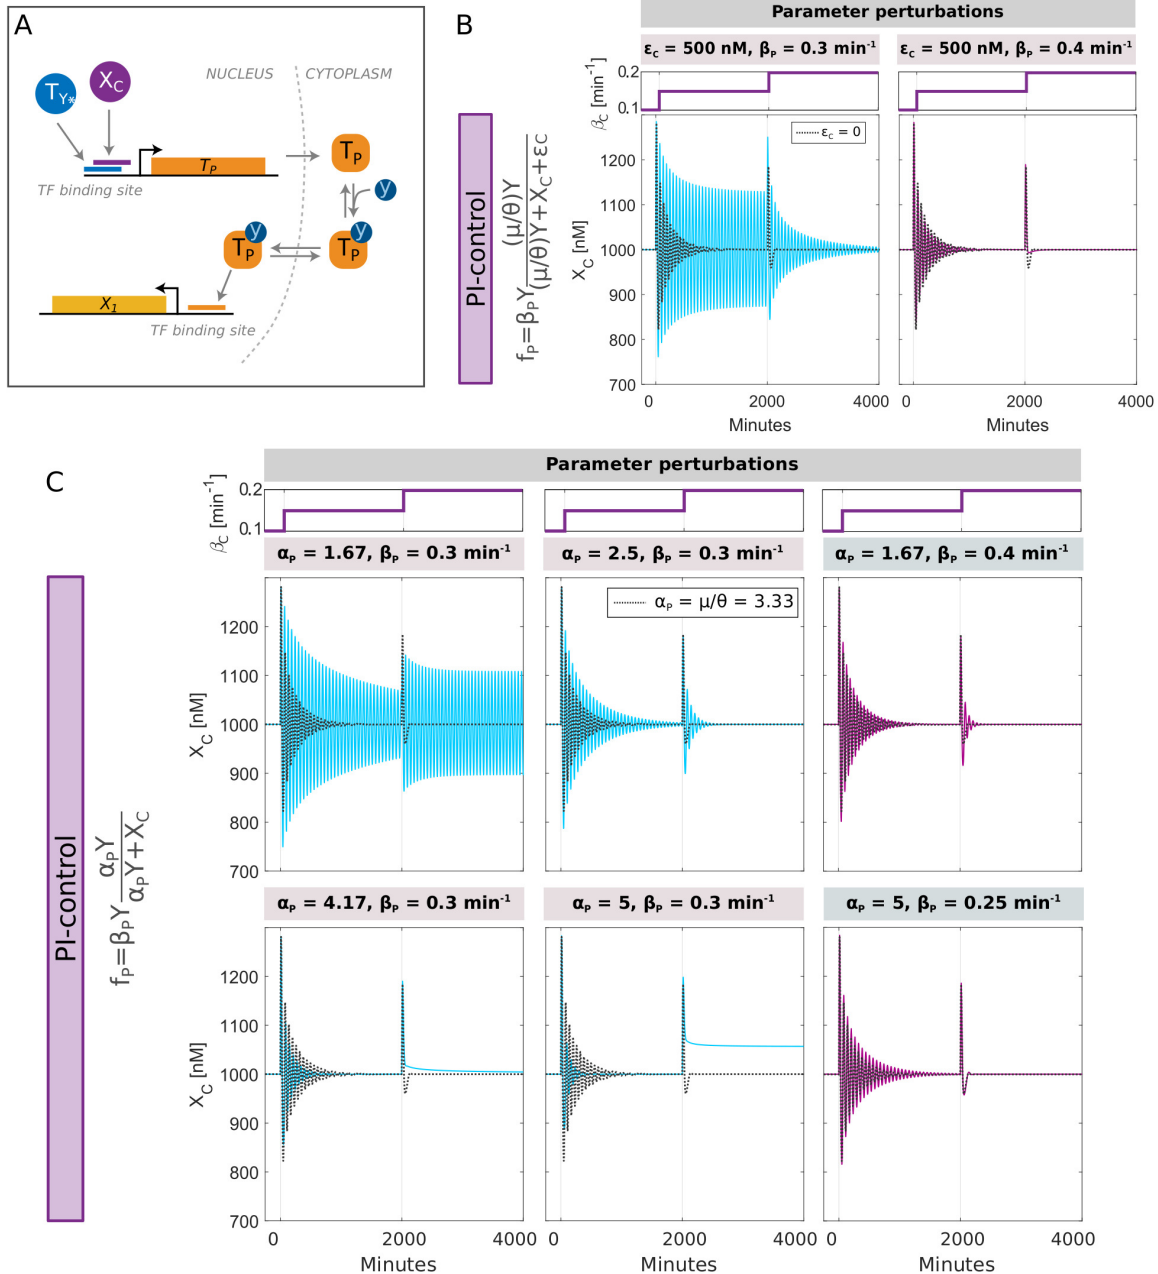 A
NUCLEUS
CYTOPLASM
T_Y*
X_C
T_P
TF binding site
T_P
y
T_P
y
T_P
y
X_1
TF binding site
B
Parameter perturbations
ε_C = 500 nM, β_P = 0.3 min⁻¹
ε_C = 500 nM, β_P = 0.4 min⁻¹
β_C [min⁻¹]
0.2
0.1
PI-control
f_P=β_PY (μ/θ)Y / (μ/θ)Y+X_C+ε_C
ε_C = 0
X_C [nM]
1200
1100
1000
900
800
700
0 2000 4000
0 2000 4000
Minutes
Minutes
C
Parameter perturbations
β_C [min⁻¹]
0.2
0.1
α_P = 1.67, β_P = 0.3 min⁻¹
α_P = 2.5, β_P = 0.3 min⁻¹
α_P = 1.67, β_P = 0.4 min⁻¹
α_P = μ/θ = 3.33
PI-control
f_P=β_PY α_PY / α_PY+X_C
X_C [nM]
1200
1100
1000
900
800
700
α_P = 4.17, β_P = 0.3 min⁻¹
α_P = 5, β_P = 0.3 min⁻¹
α_P = 5, β_P = 0.25 min⁻¹
X_C [nM]
1200
1100
1000
900
800
700
0 2000 4000
0 2000 4000
0 2000 4000
Minutes
Minutes
Minutes